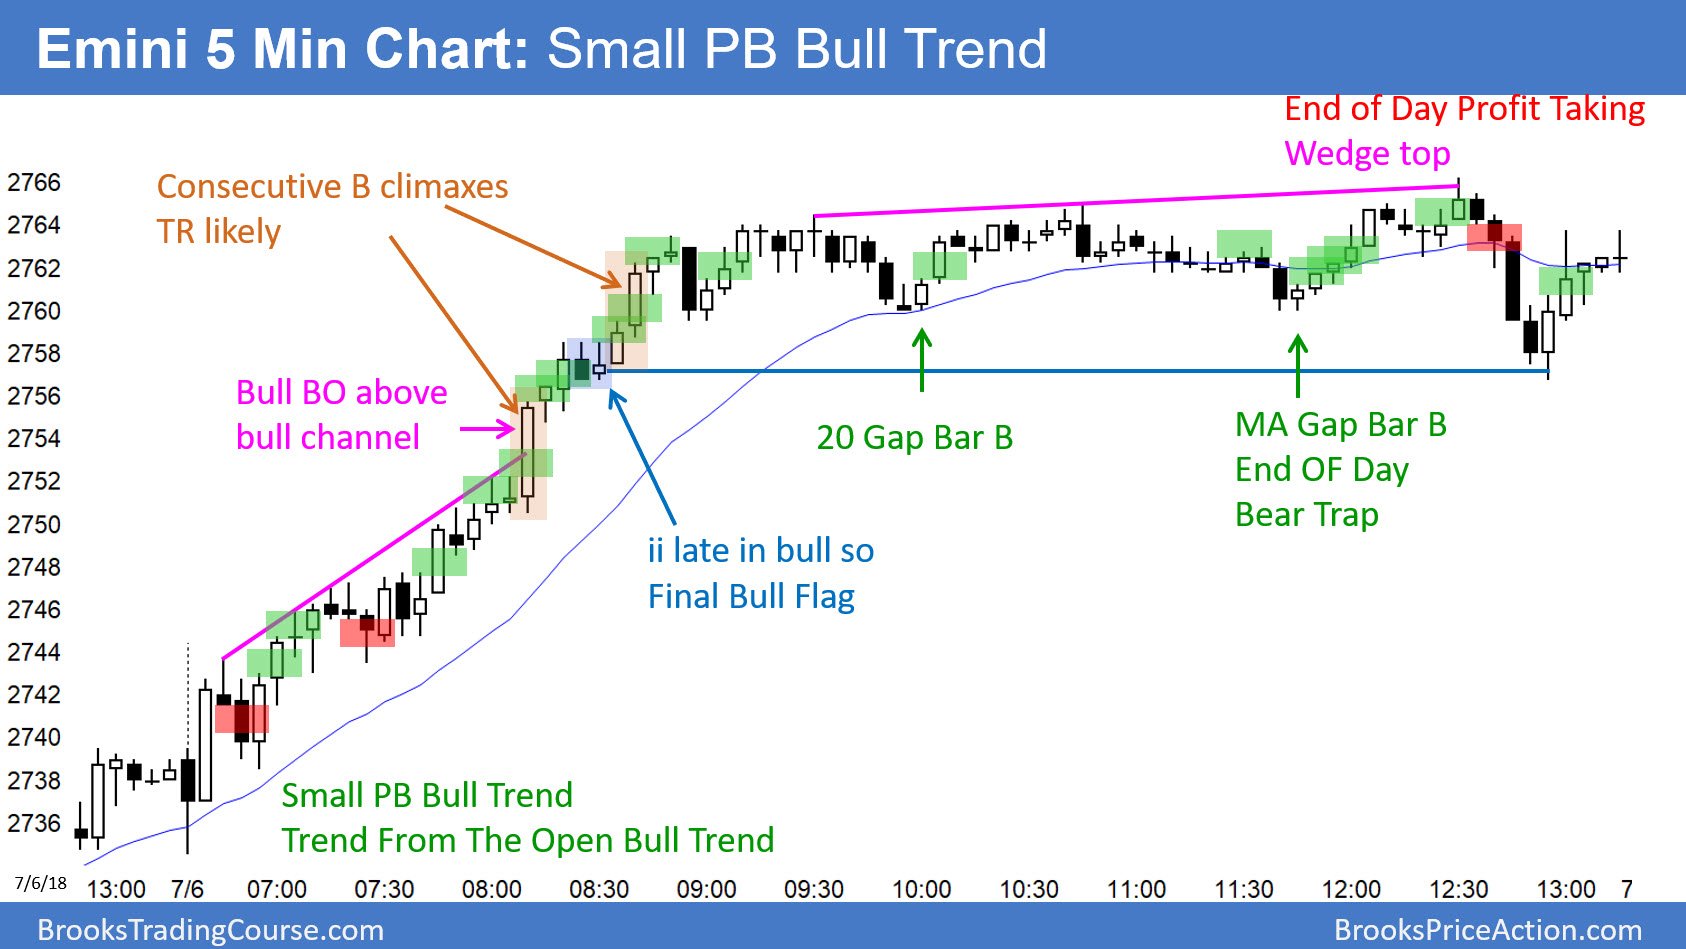 Emini 5 Min Chart: Small PB Bull Trend
End of Day Profit Taking
Wedge top
Consecutive B climaxes
TR likely
Bull BO above
bull channel
20 Gap Bar B
MA Gap Bar B
End OF Day
Bear Trap
ii late in bull so
Final Bull Flag
Small PB Bull Trend
Trend From The Open Bull Trend
2766
2764
2762
2760
2758
2756
2754
2752
2750
2748
2746
2744
2742
2740
2738
2736
7/6/18 13:00 7/6 07:00 07:30 08:00 08:30 09:00 09:30 10:00 10:30 11:00 11:30 12:00 12:30 13:00 7
BrooksTradingCourse.com
BrooksPriceAction.com